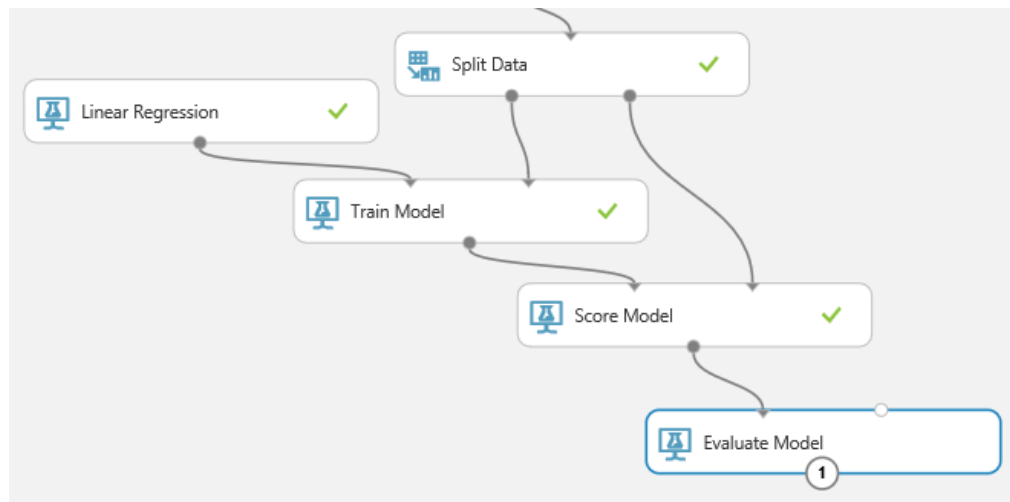 Split Data
Linear Regression
Train Model
Score Model
Evaluate Model
1